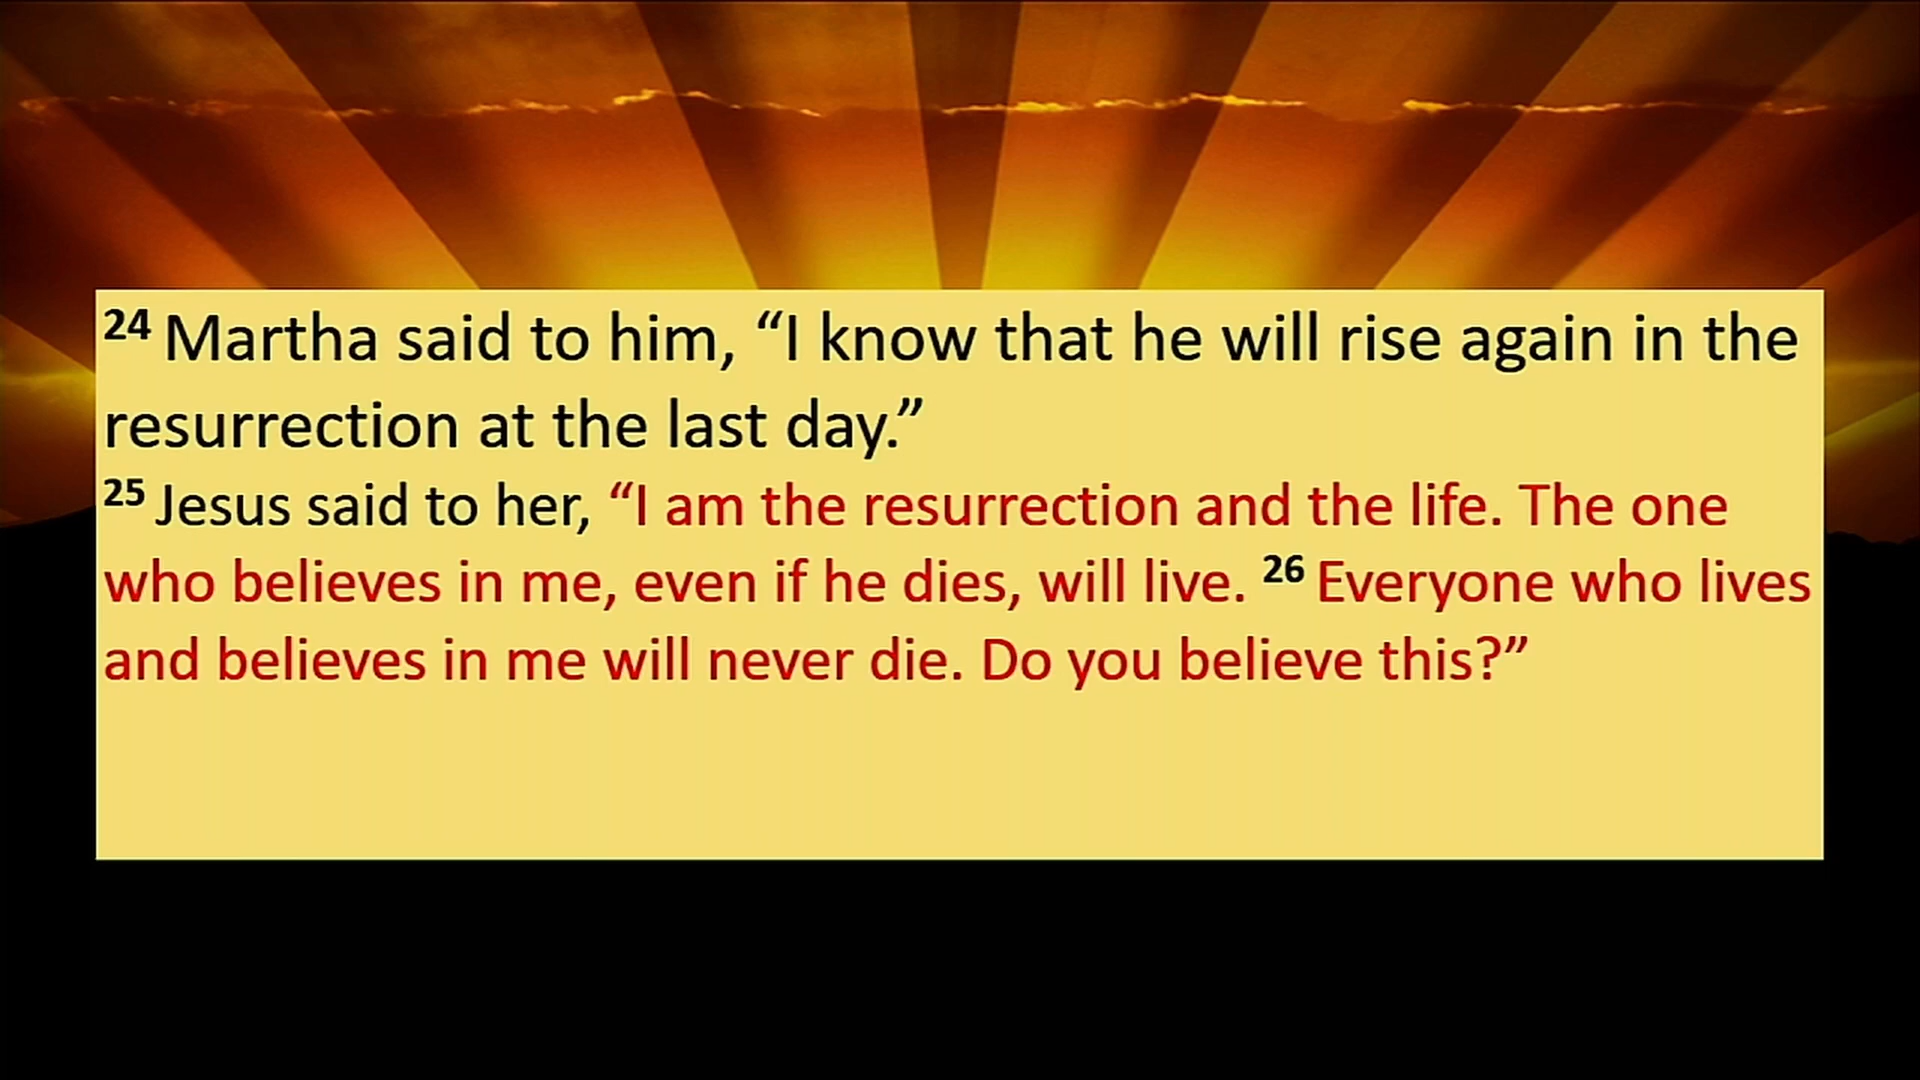 24 Martha said to him, “I know that he will rise again in the
resurrection at the last day.”
25 Jesus said to her, “I am the resurrection and the life. The one
who believes in me, even if he dies, will live. 26 Everyone who lives
and believes in me will never die. Do you believe this?”